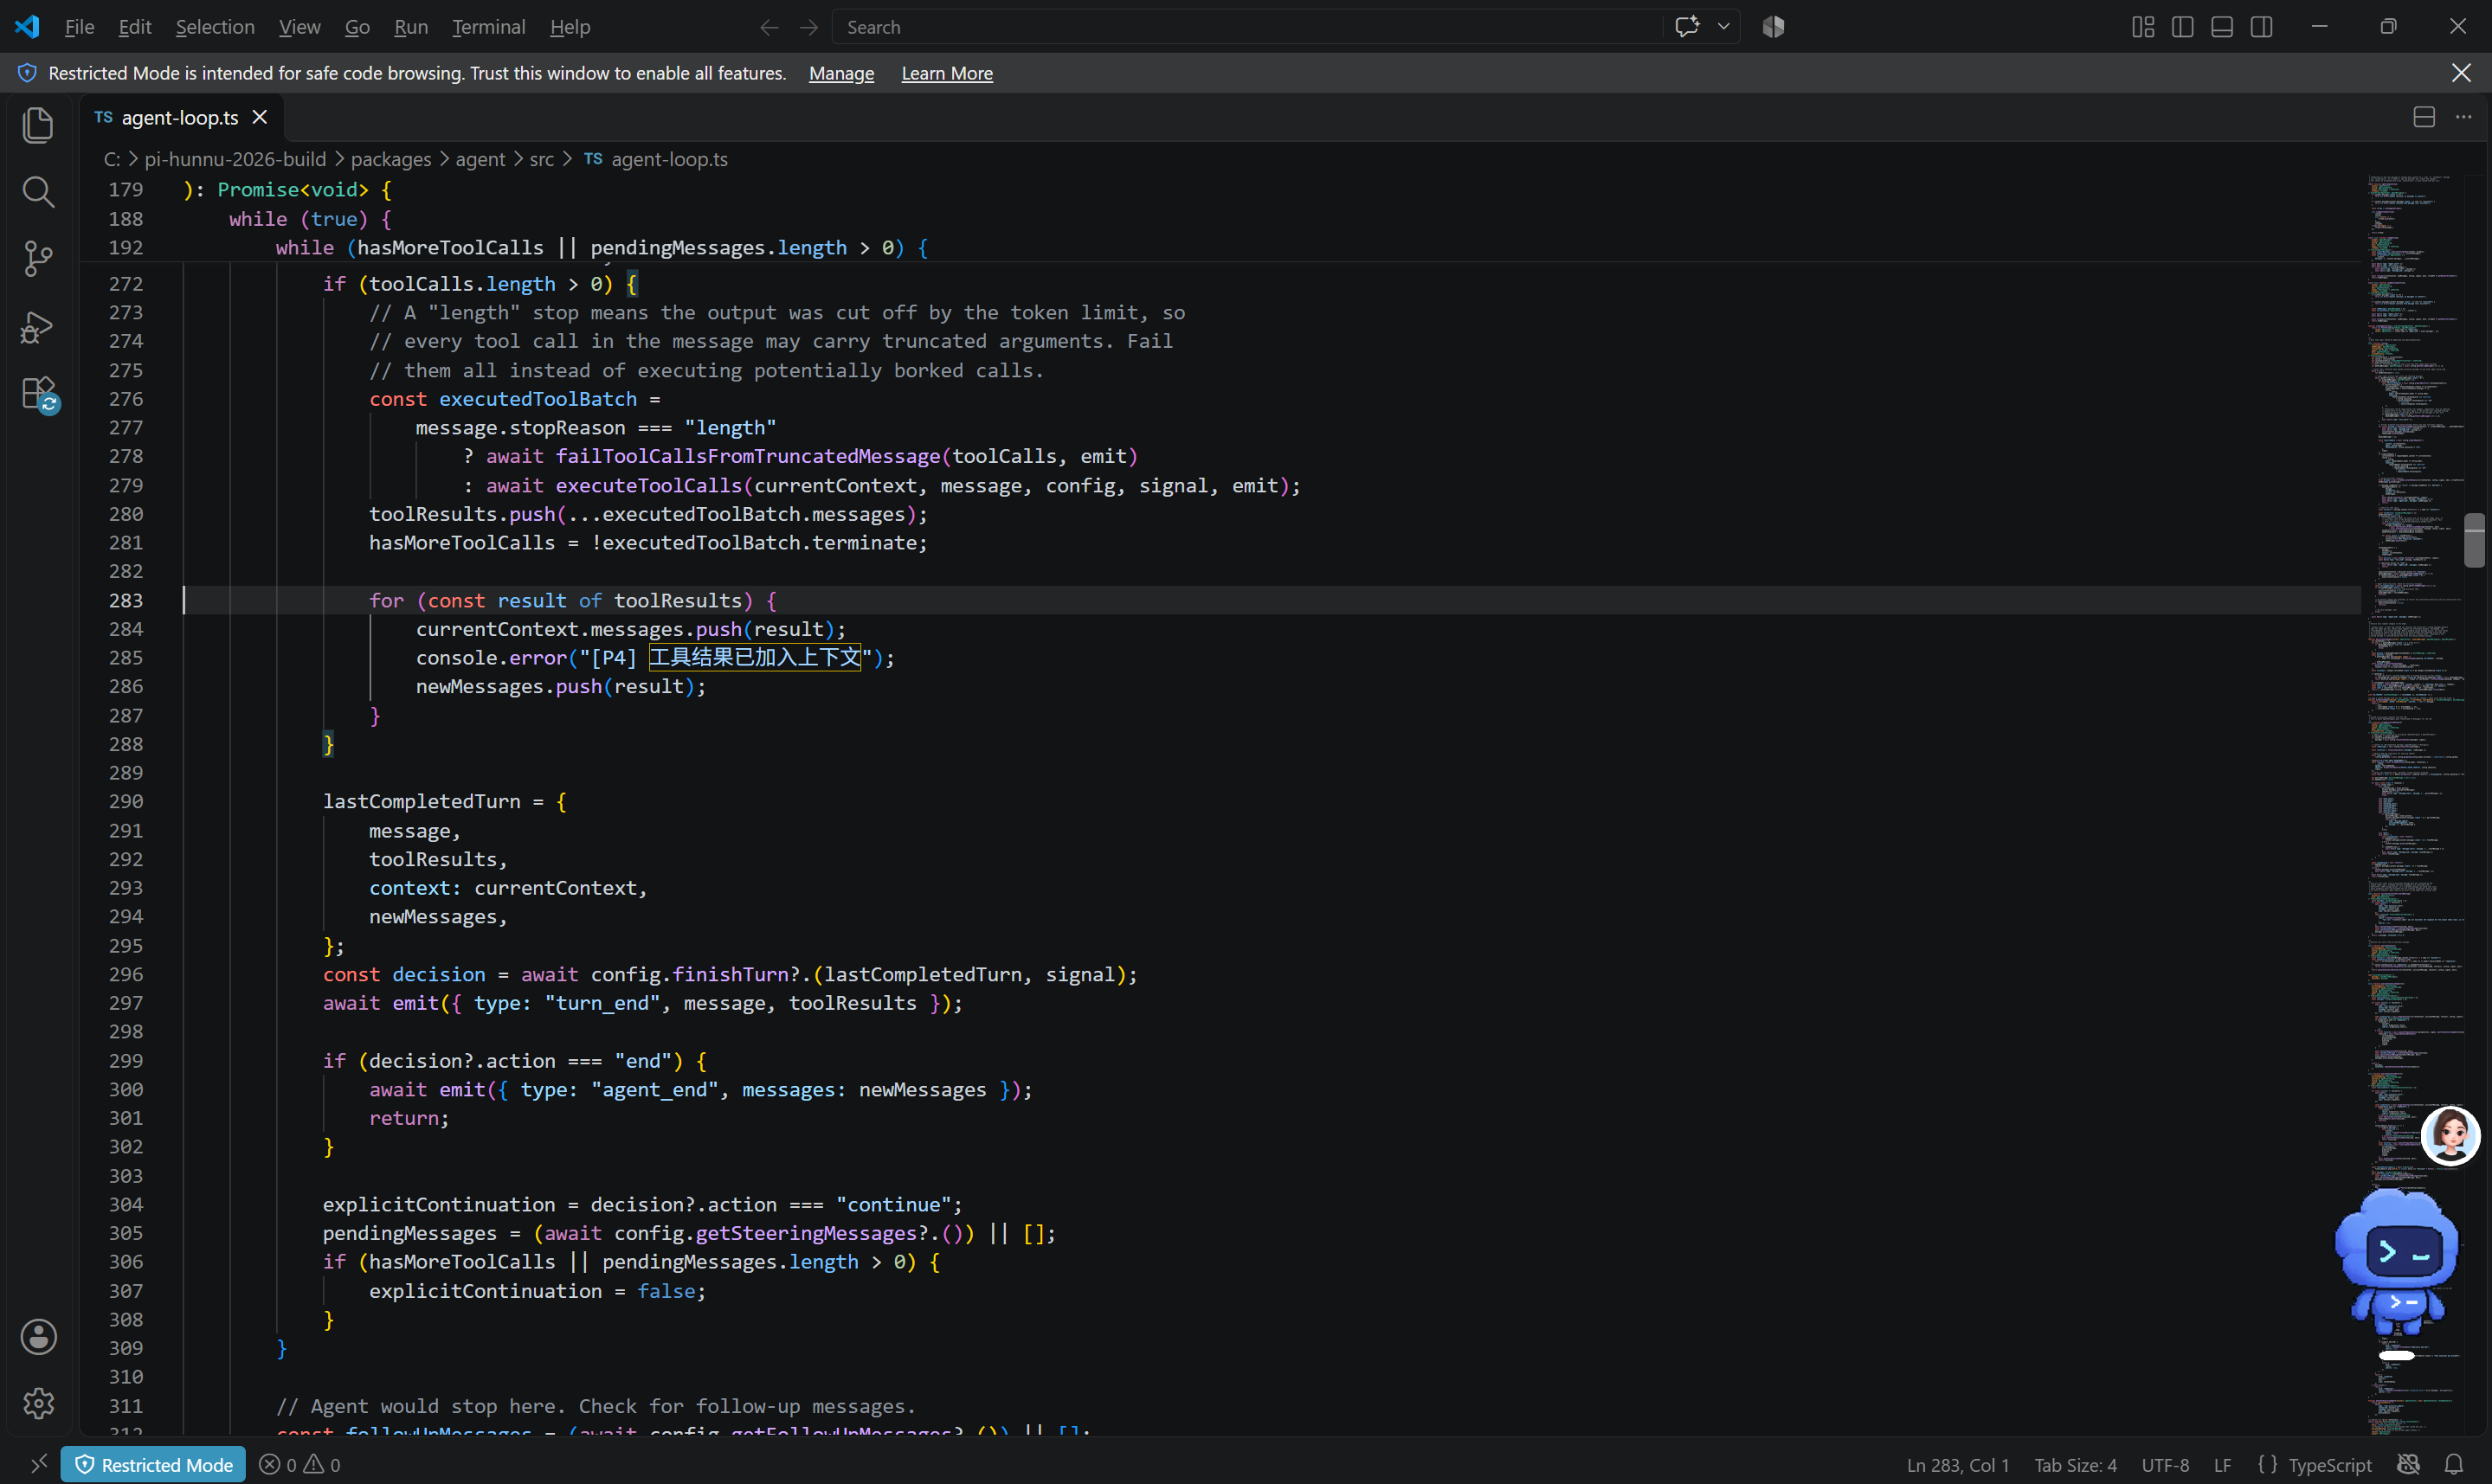 File Edit Selection View Go Run Terminal Help Search
Restricted Mode is intended for safe code browsing. Trust this window to enable all features. Manage Learn More
TS agent-loop.ts
C: > pi-hunnu-2026-build > packages > agent > src > TS agent-loop.ts
179 ): Promise<void> {
188 while (true) {
192 while (hasMoreToolCalls || pendingMessages.length > 0) {
272 if (toolCalls.length > 0) {
273 // A "length" stop means the output was cut off by the token limit, so
274 // every tool call in the message may carry truncated arguments. Fail
275 // them all instead of executing potentially borked calls.
276 const executedToolBatch =
277 message.stopReason === "length"
278 ? await failToolCallsFromTruncatedMessage(toolCalls, emit)
279 : await executeToolCalls(currentContext, message, config, signal, emit);
280 toolResults.push(...executedToolBatch.messages);
281 hasMoreToolCalls = !executedToolBatch.terminate;
282
283 for (const result of toolResults) {
284 currentContext.messages.push(result);
285 console.error("[P4] 工具结果已加入上下文");
286 newMessages.push(result);
287 }
288 }
289
290 lastCompletedTurn = {
291 message,
292 toolResults,
293 context: currentContext,
294 newMessages,
295 };
296 const decision = await config.finishTurn?.(lastCompletedTurn, signal);
297 await emit({ type: "turn_end", message, toolResults });
298
299 if (decision?.action === "end") {
300 await emit({ type: "agent_end", messages: newMessages });
301 return;
302 }
303
304 explicitContinuation = decision?.action === "continue";
305 pendingMessages = (await config.getSteeringMessages?.()) || [];
306 if (hasMoreToolCalls || pendingMessages.length > 0) {
307 explicitContinuation = false;
308 }
309 }
310
311 // Agent would stop here. Check for follow-up messages.
312 const followUpMessages = (await config.getFollowUpMessages?.()) || [];
Restricted Mode 0 0 Ln 283, Col 1 Tab Size: 4 UTF-8 LF {} TypeScript